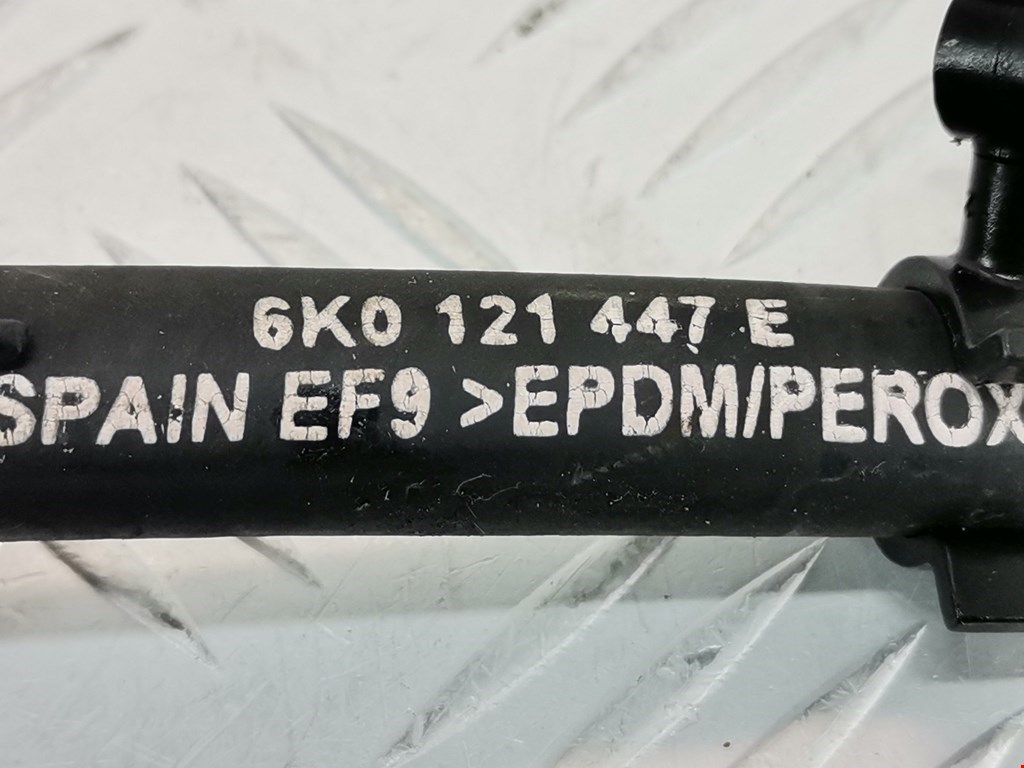 6K0 121 447 E
SPAIN EF9 >EPDM/PEROX